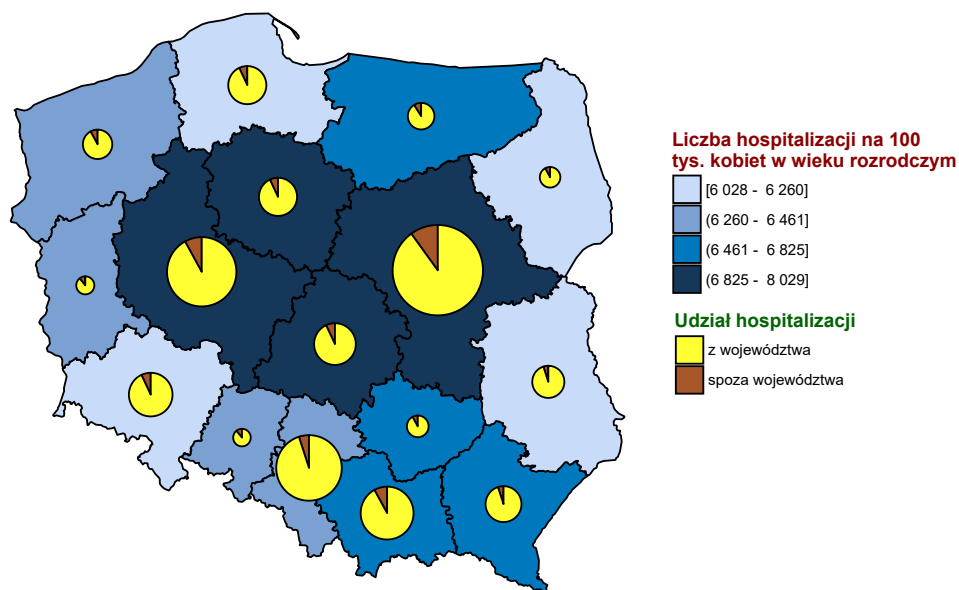 Liczba hospitalizacji na 100
tys. kobiet w wieku rozrodczym
[6 028 - 6 260]
(6 260 - 6 461]
(6 461 - 6 825]
(6 825 - 8 029]
Udział hospitalizacji
z województwa
spoza województwa